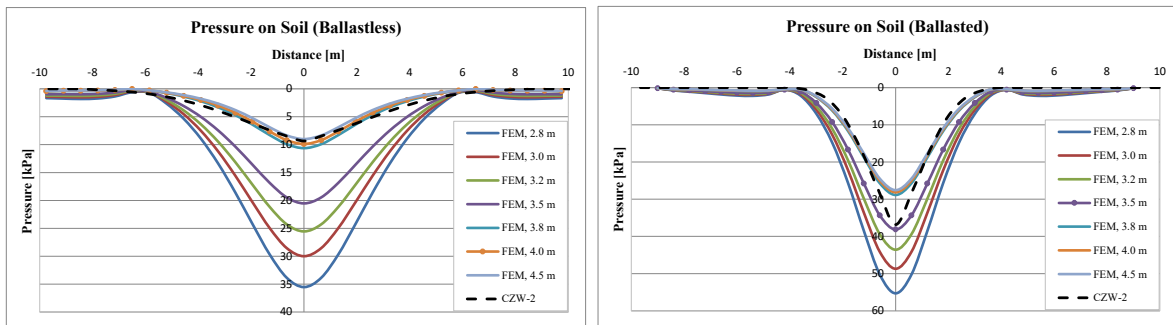 Pressure on Soil (Ballastless)
Distance [m]
-10 -8 -6 -4 -2 0 2 4 6 8 10
0
5
10
15
20
25
30
35
40
Pressure [kPa]
FEM, 2.8 m
FEM, 3.0 m
FEM, 3.2 m
FEM, 3.5 m
FEM, 3.8 m
FEM, 4.0 m
FEM, 4.5 m
CZW-2
Pressure on Soil (Ballasted)
Distance [m]
-10 -8 -6 -4 -2 0 2 4 6 8 10
0
10
20
30
40
50
60
Pressure [kPa]
FEM, 2.8 m
FEM, 3.0 m
FEM, 3.2 m
FEM, 3.5 m
FEM, 3.8 m
FEM, 4.0 m
FEM, 4.5 m
CZW-2